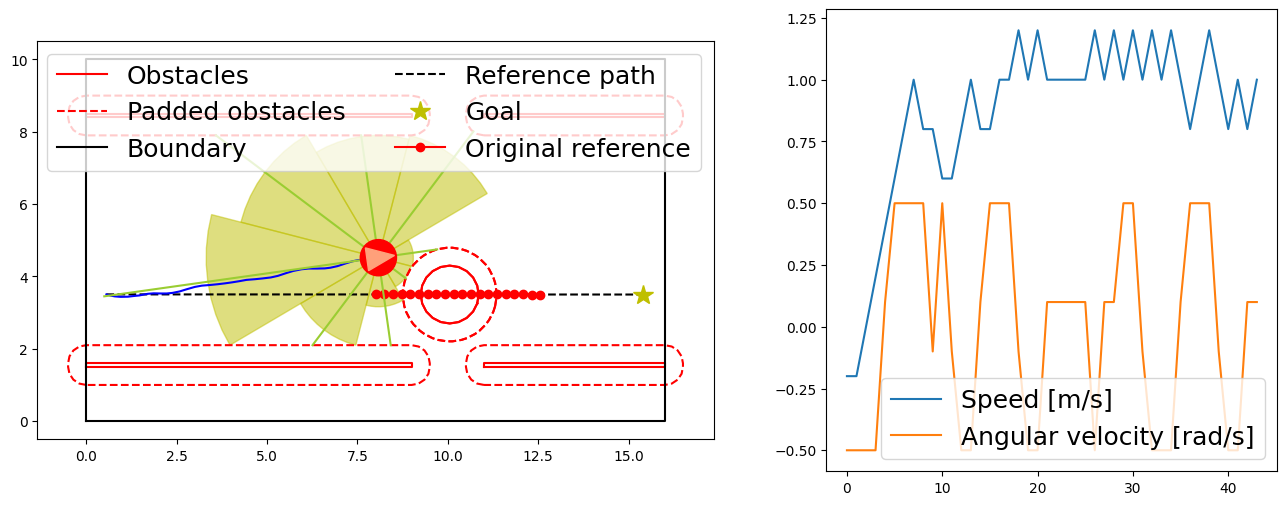 Obstacles
Padded obstacles
Boundary
Reference path
Goal
Original reference
10
8
6
4
2
0
0.0 2.5 5.0 7.5 10.0 12.5 15.0
1.25
1.00
0.75
0.50
0.25
0.00
−0.25
−0.50
Speed [m/s]
Angular velocity [rad/s]
0 10 20 30 40